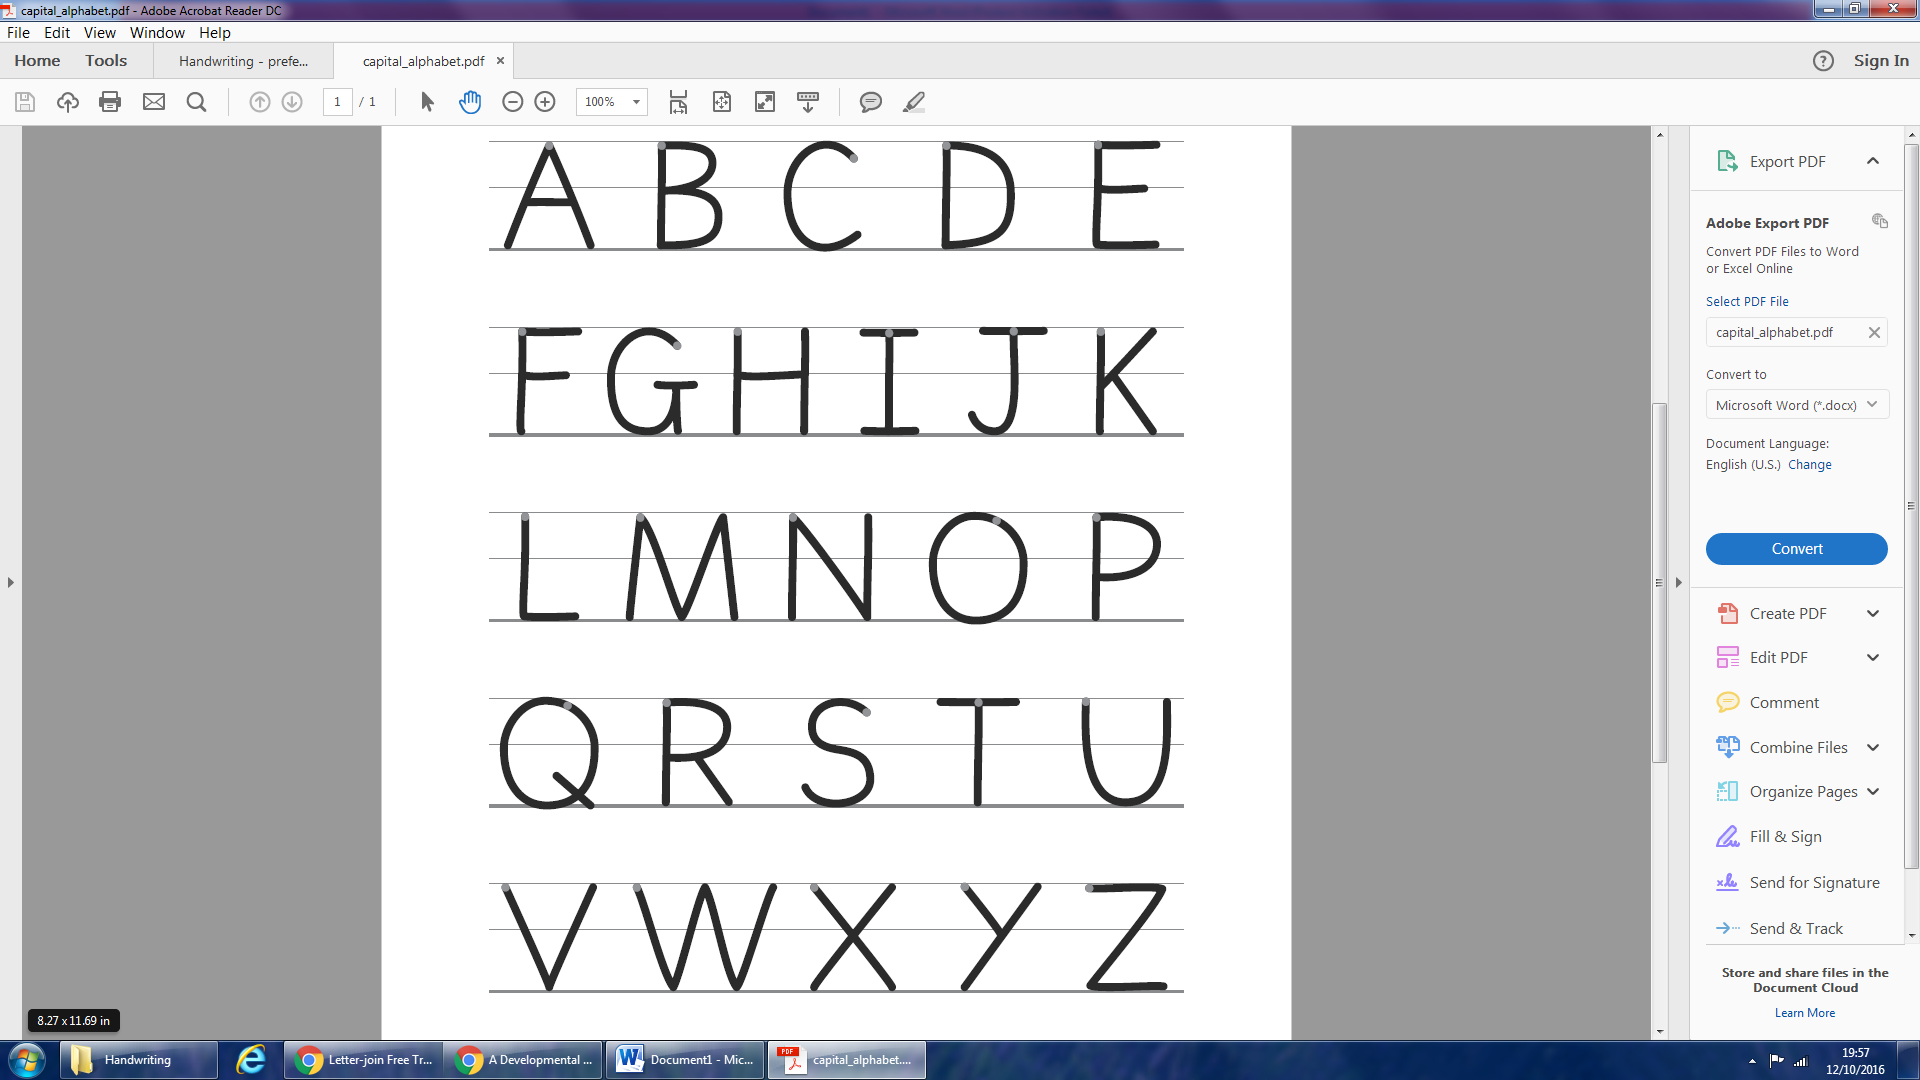 capital_alphabet.pdf - Adobe Acrobat Reader DC
File Edit View Window Help
Home Tools Handwriting - prefe... capital_alphabet.pdf × Sign In
1 / 1 100%
A B C D E
F G H I J K
L M N O P
Q R S T U
V W X Y Z
8.27 x 11.69 in
Export PDF
Adobe Export PDF
Convert PDF Files to Word
or Excel Online
Select PDF File
capital_alphabet.pdf
Convert to
Microsoft Word (*.docx)
Document Language:
English (U.S.) Change
Convert
Create PDF
Edit PDF
Comment
Combine Files
Organize Pages
Fill & Sign
Send for Signature
Send & Track
Store and share files in the
Document Cloud
Learn More
Handwriting Letter-join Free Tr... A Developmental ... Document1 - Mic... capital_alphabet....
19:57
12/10/2016